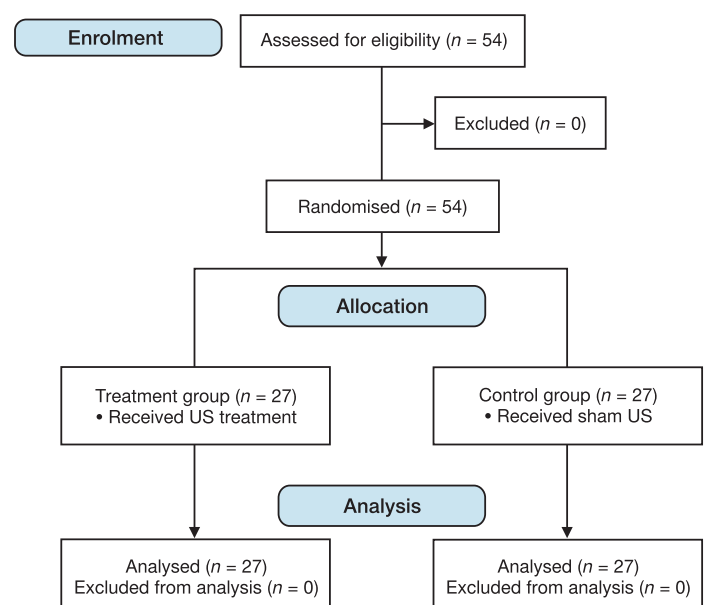 Enrolment
Assessed for eligibility (n = 54)
Excluded (n = 0)
Randomised (n = 54)
Allocation
Treatment group (n = 27)
• Received US treatment
Control group (n = 27)
• Received sham US
Analysis
Analysed (n = 27)
Excluded from analysis (n = 0)
Analysed (n = 27)
Excluded from analysis (n = 0)